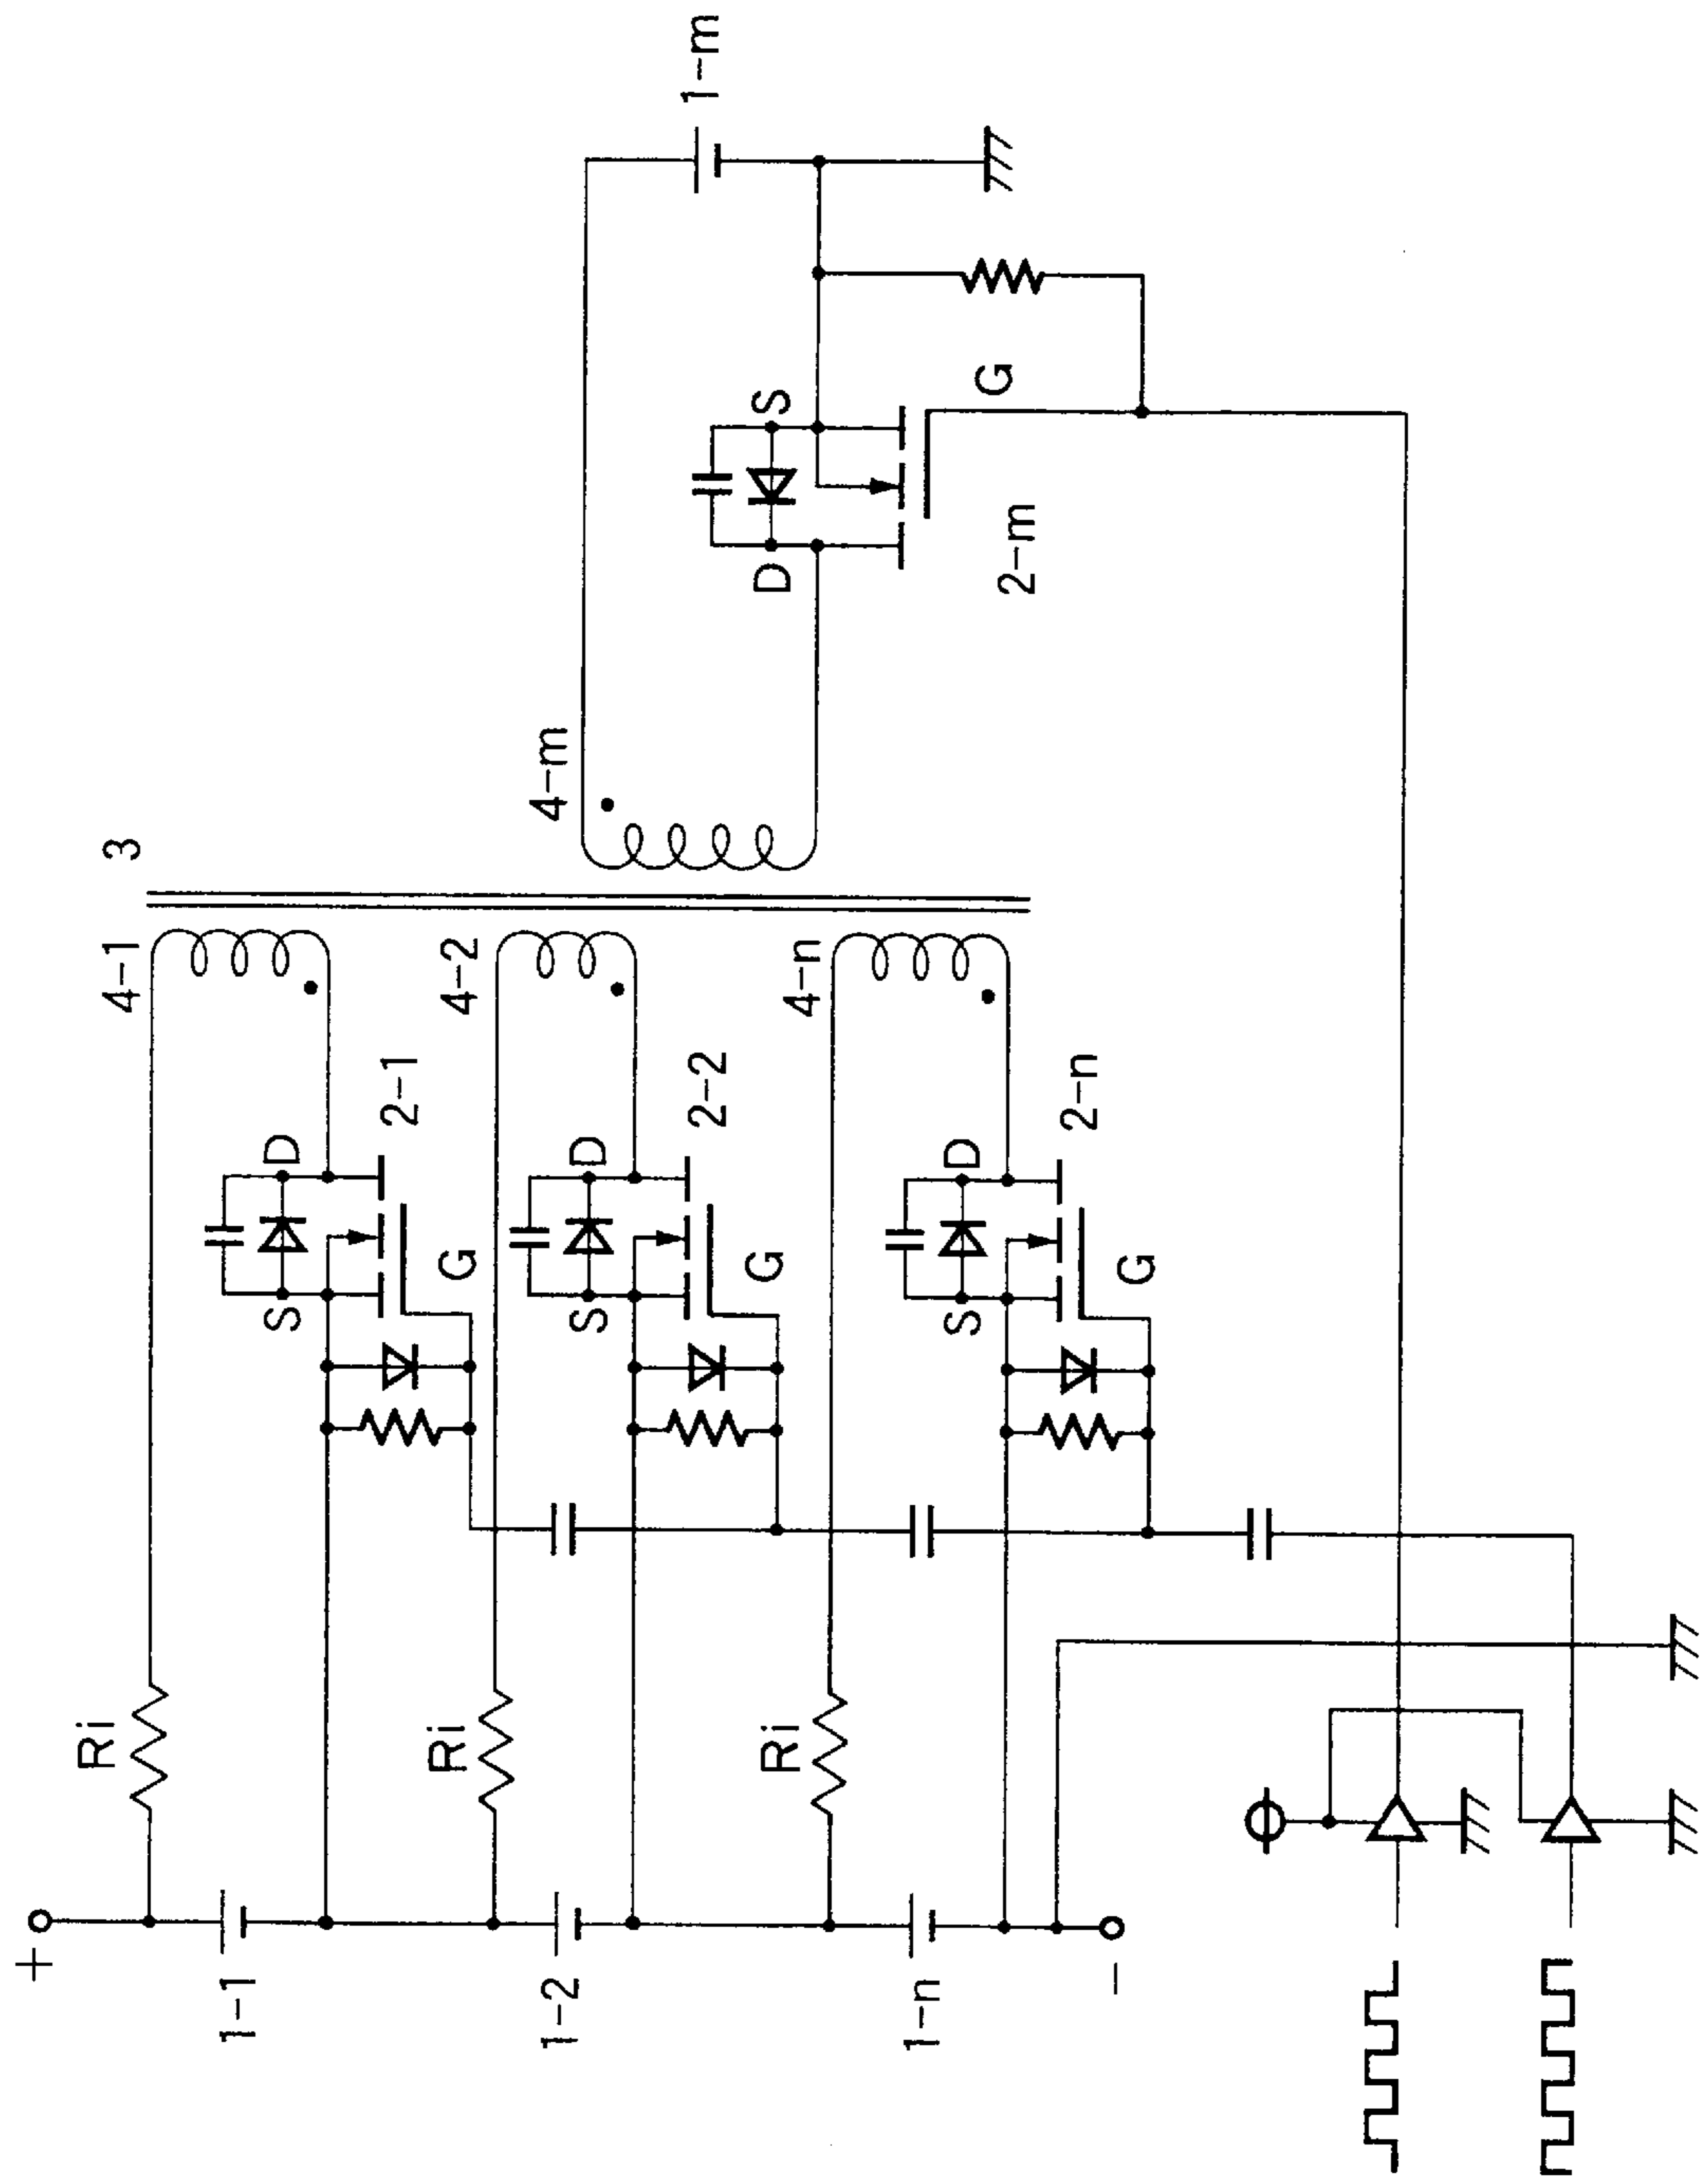 +
1-1
Ri
4-1
3
S
D
2-1
G
1-2
Ri
4-2
S
D
2-2
G
1-n
Ri
4-n
S
D
2-n
G
-
4-m
D
S
G
2-m
1-m